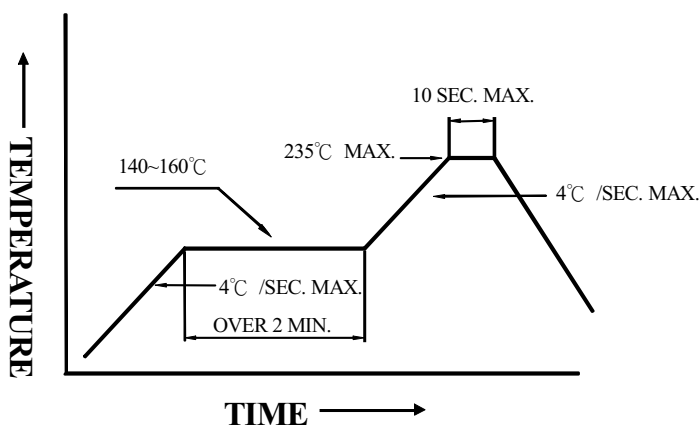 10 SEC. MAX.
235℃ MAX.
140~160℃
4℃ /SEC. MAX.
4℃ /SEC. MAX.
OVER 2 MIN.
TEMPERATURE
TIME